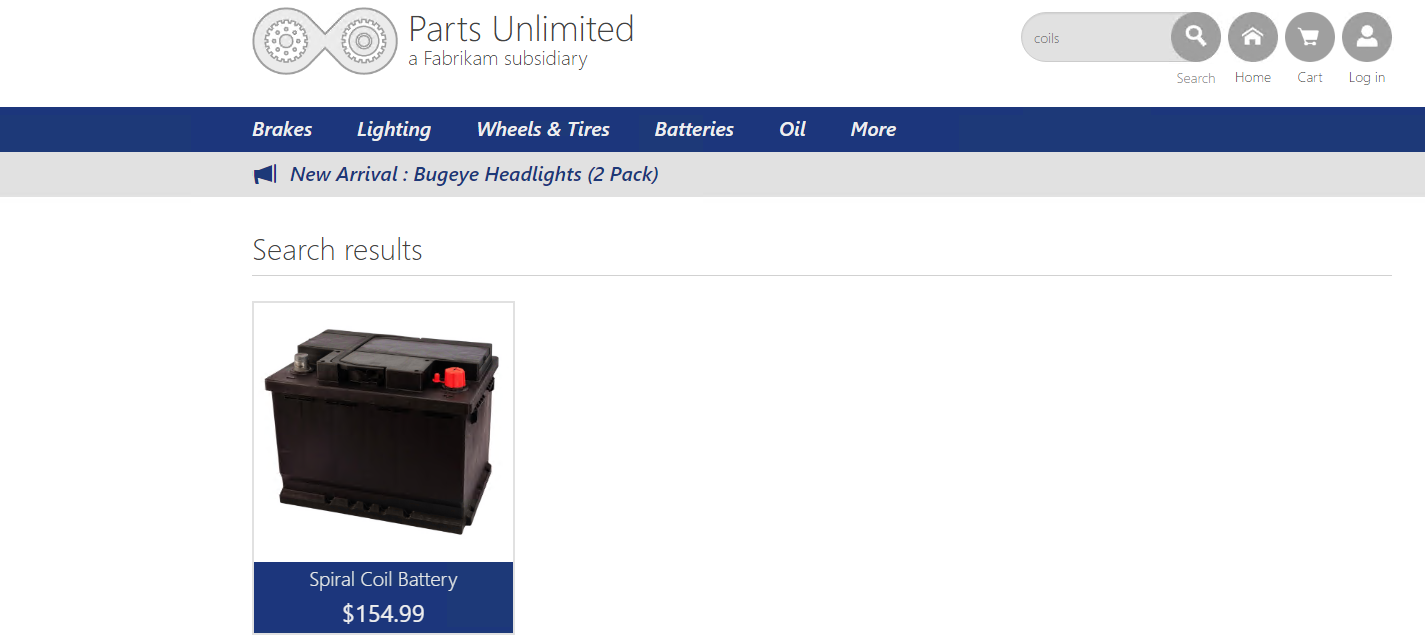 Parts Unlimited
a Fabrikam subsidiary
coils
Search
Home
Cart
Log in
Brakes
Lighting
Wheels & Tires
Batteries
Oil
More
New Arrival : Bugeye Headlights (2 Pack)
Search results
Spiral Coil Battery
$154.99